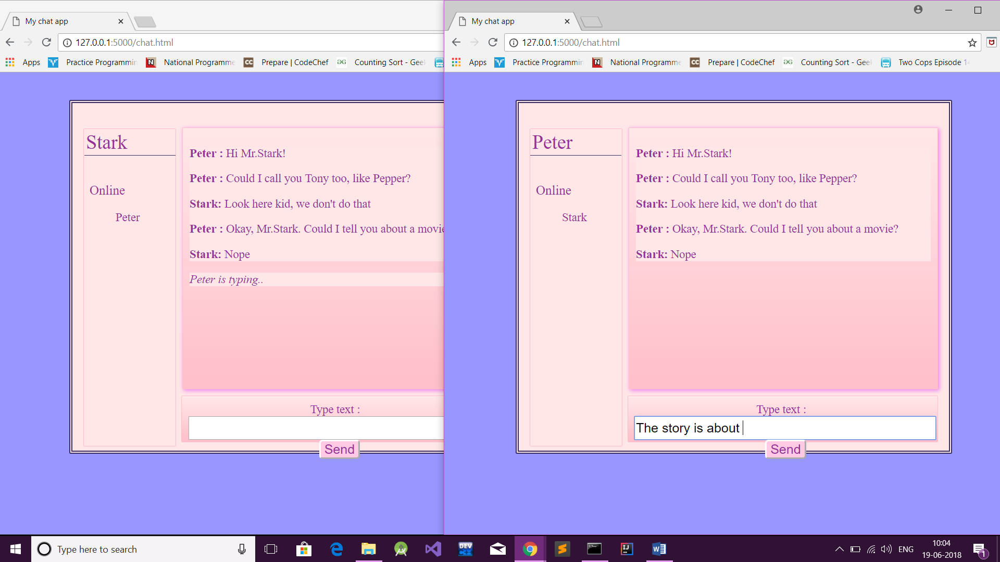 My chat app
127.0.0.1:5000/chat.html
Apps Practice Programmin National Programme Prepare | CodeChef Counting Sort - Geek
Stark
Online
Peter
Peter : Hi Mr.Stark!
Peter : Could I call you Tony too, like Pepper?
Stark: Look here kid, we don't do that
Peter : Okay, Mr.Stark. Could I tell you about a movie
Stark: Nope
Peter is typing..
Type text :
Send
My chat app
127.0.0.1:5000/chat.html
Apps Practice Programmin National Programme Prepare | CodeChef Counting Sort - Geek Two Cops Episode 14
Peter
Online
Stark
Peter : Hi Mr.Stark!
Peter : Could I call you Tony too, like Pepper?
Stark: Look here kid, we don't do that
Peter : Okay, Mr.Stark. Could I tell you about a movie?
Stark: Nope
Type text :
The story is about
Send
Type here to search
DEV
C++
IJ
ENG
10:04
19-06-2018
1